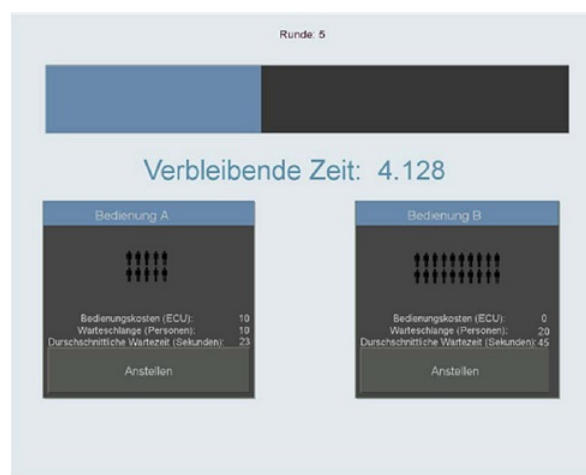 Runde: 5
Verbleibende Zeit: 4.128
Bedienung A
Bedienungskosten (ECU): 10
Warteschlange (Personen): 10
Durschschnittliche Wartezeit (Sekunden): 23
Anstellen
Bedienung B
Bedienungskosten (ECU): 0
Warteschlange (Personen): 20
Durschschnittliche Wartezeit (Sekunden): 45
Anstellen